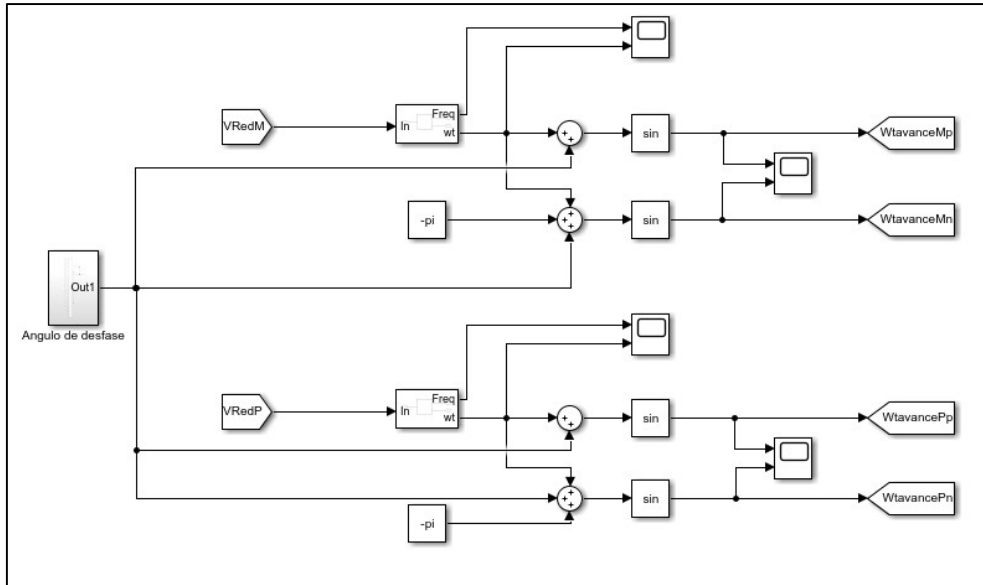 VRedM
In
Freq
wt
sin
WtavanceMp
-pi
sin
WtavanceMn
Out1
Angulo de desfase
VRedP
In
Freq
wt
sin
WtavancePp
sin
WtavancePn
-pi